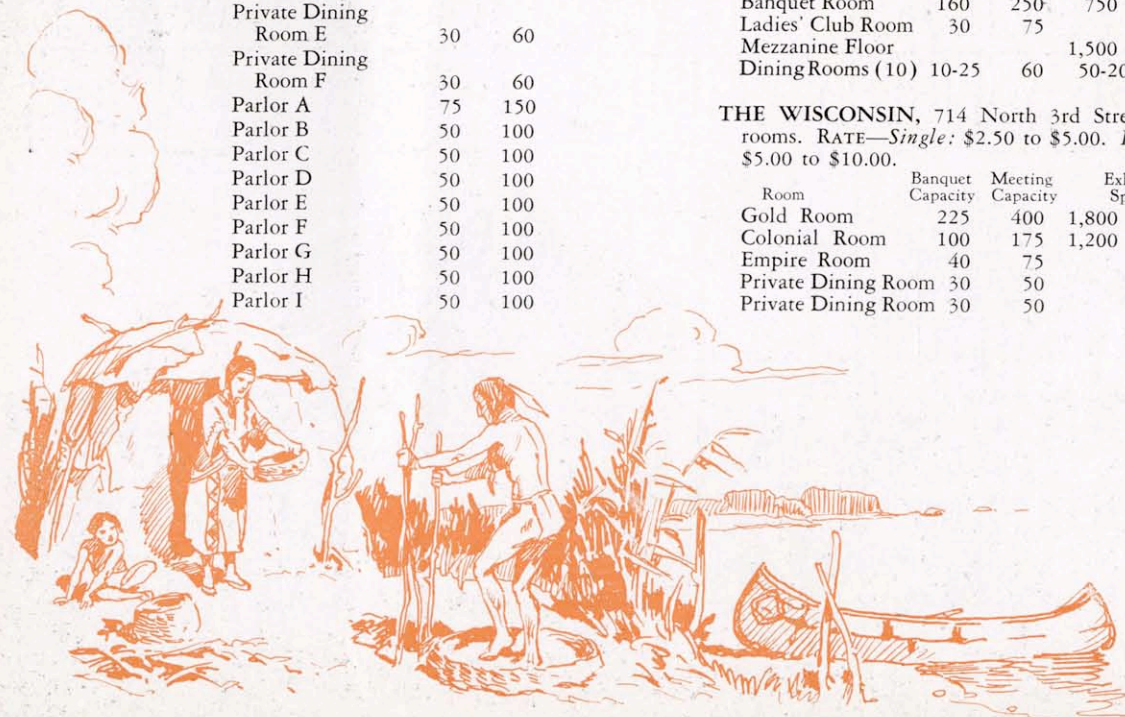 Private Dining
Room E 30 60
Private Dining
Room F 30 60
Parlor A 75 150
Parlor B 50 100
Parlor C 50 100
Parlor D 50 100
Parlor E 50 100
Parlor F 50 100
Parlor G 50 100
Parlor H 50 100
Parlor I 50 100
Banquet Room 160 250 750
Ladies' Club Room 30 75
Mezzanine Floor 1,500
Dining Rooms (10) 10-25 60 50-20
THE WISCONSIN, 714 North 3rd Stre
rooms. RATE—Single: $2.50 to $5.00.
$5.00 to $10.00.
Banquet Meeting Exh
Room Capacity Capacity Sp
Gold Room 225 400 1,800
Colonial Room 100 175 1,200
Empire Room 40 75
Private Dining Room 30 50
Private Dining Room 30 50